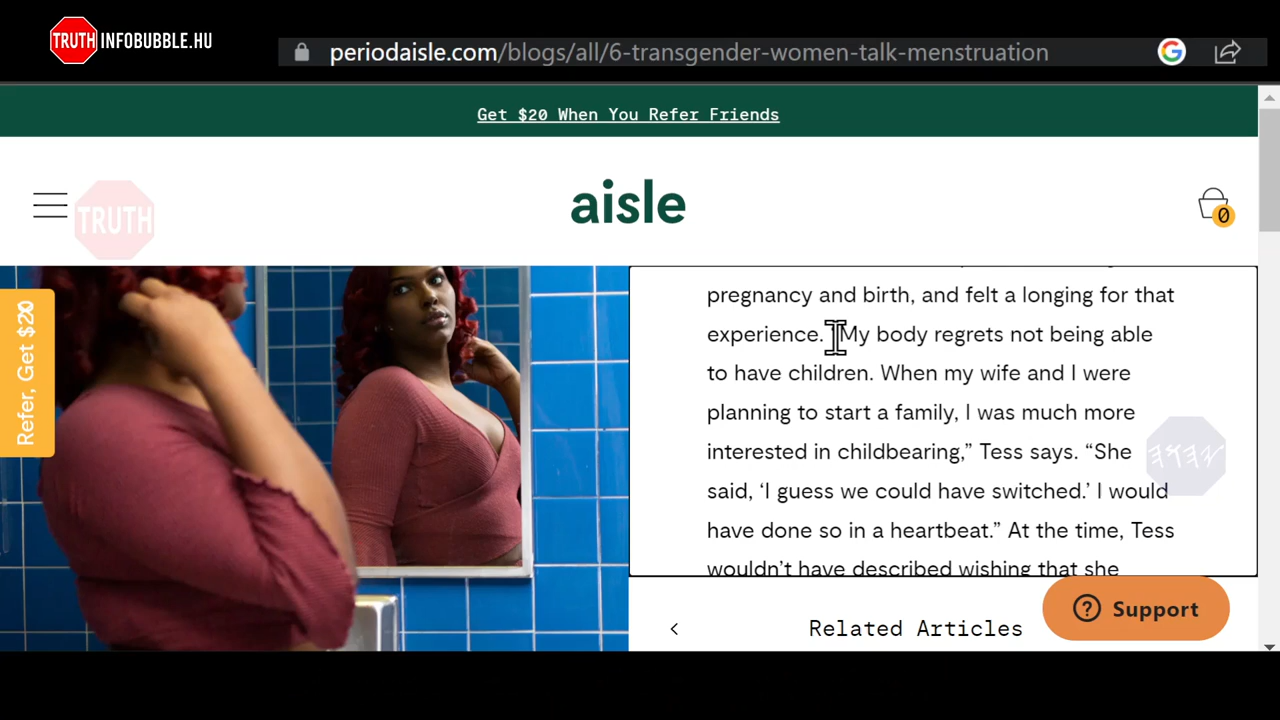 TRUTH INFOBUBBLE.HU
periodaisle.com/blogs/all/6-transgender-women-talk-menstruation
Get $20 When You Refer Friends
TRUTH
aisle
0
Refer, Get $20
pregnancy and birth, and felt a longing for that
experience. “My body regrets not being able
to have children. When my wife and I were
planning to start a family, I was much more
interested in childbearing,” Tess says. “She
said, ‘I guess we could have switched.’ I would
have done so in a heartbeat.” At the time, Tess
wouldn’t have described wishing that she
? Support
< Related Articles